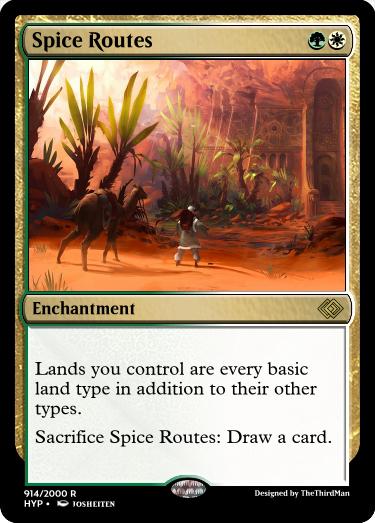 Spice Routes
Enchantment
Lands you control are every basic
land type in addition to their other
types.
Sacrifice Spice Routes: Draw a card.
914/2000 R
HYP • JOSHEITEN
Designed by TheThirdMan